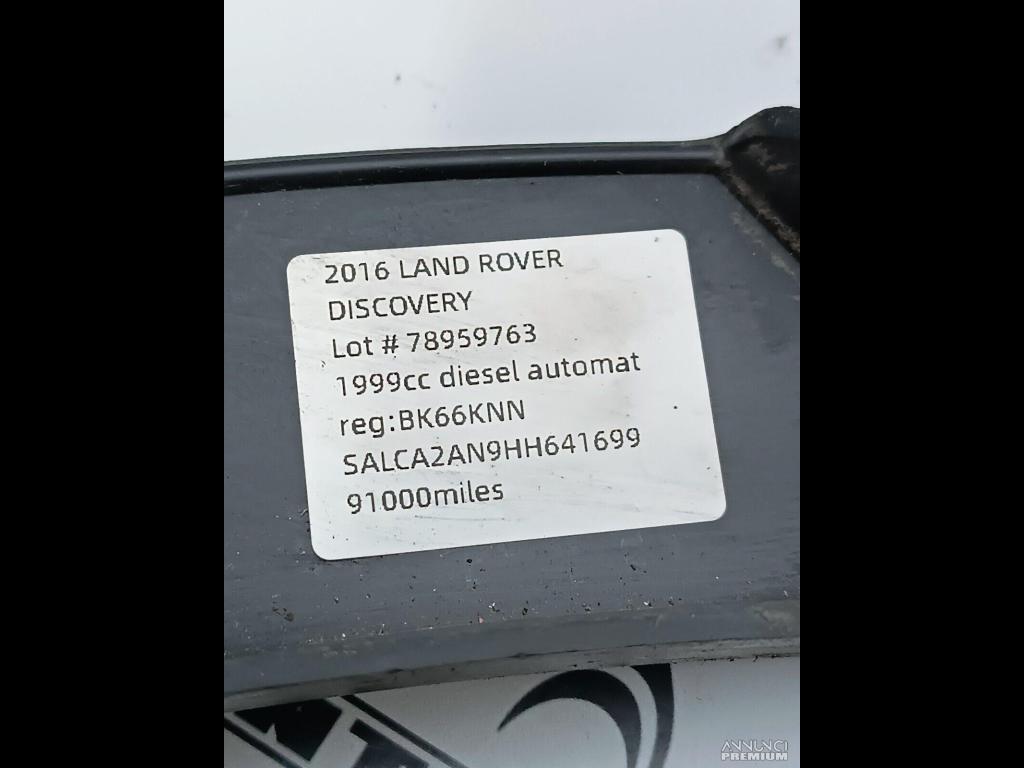 2016 LAND ROVER
DISCOVERY
Lot # 78959763
1999cc diesel automat
reg:BK66KNN
SALCA2AN9HH641699
91000miles
ANNUNCI
PREMIUM